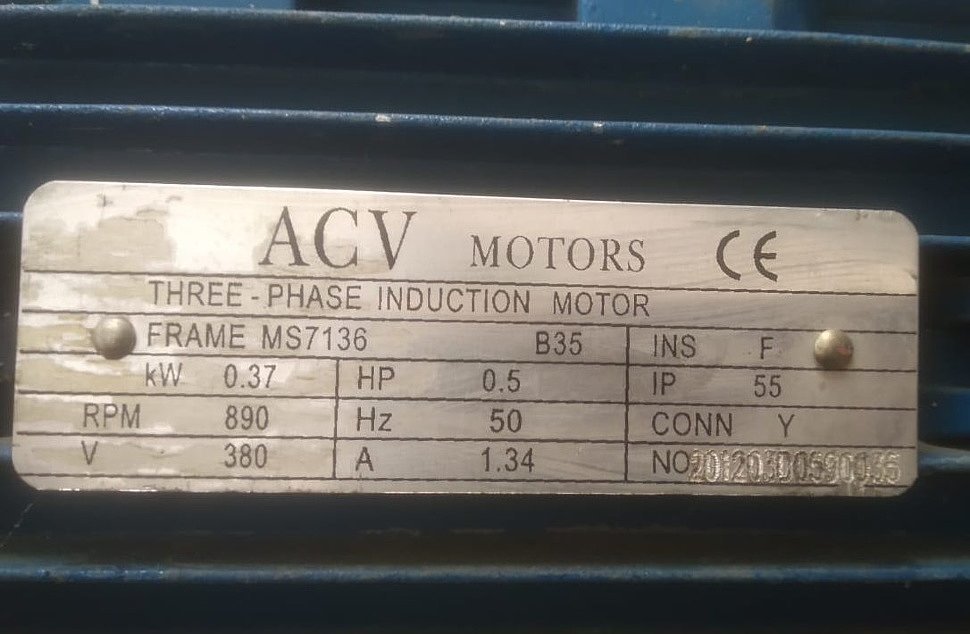 ACV MOTORS CE
THREE-PHASE INDUCTION MOTOR
FRAME MS7136 B35 INS F
kW 0.37 HP 0.5 IP 55
RPM 890 Hz 50 CONN Y
V 380 A 1.34 NO